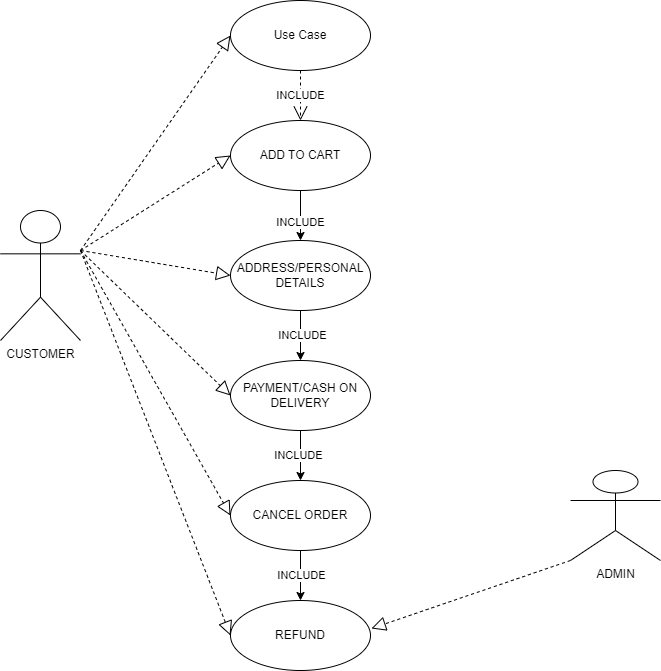 Use Case
INCLUDE
ADD TO CART
INCLUDE
ADDRESS/PERSONAL
DETAILS
INCLUDE
CUSTOMER
PAYMENT/CASH ON
DELIVERY
INCLUDE
CANCEL ORDER
INCLUDE
ADMIN
REFUND